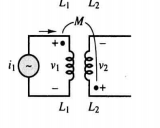 L₁ L₂
M
+ −
i₁ v₁ v₂
− +
L₁ L₂